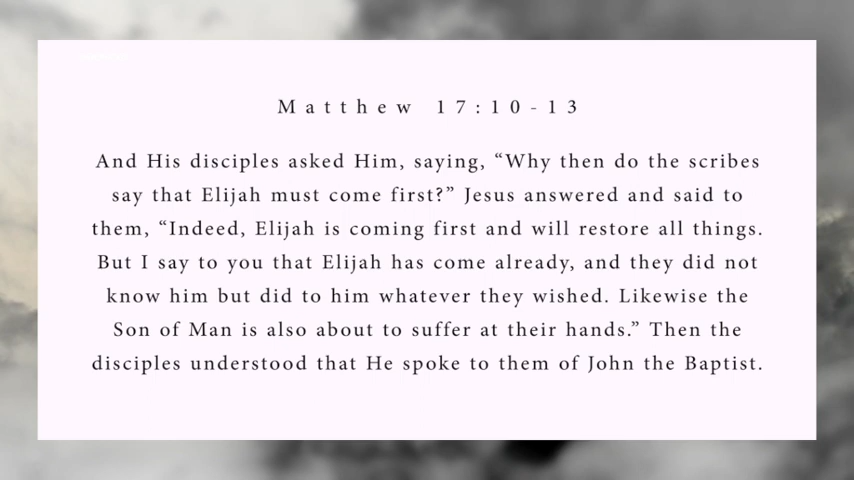 Matthew 17:10-13
And His disciples asked Him, saying, “Why then do the scribes
say that Elijah must come first?” Jesus answered and said to
them, “Indeed, Elijah is coming first and will restore all things.
But I say to you that Elijah has come already, and they did not
know him but did to him whatever they wished. Likewise the
Son of Man is also about to suffer at their hands.” Then the
disciples understood that He spoke to them of John the Baptist.